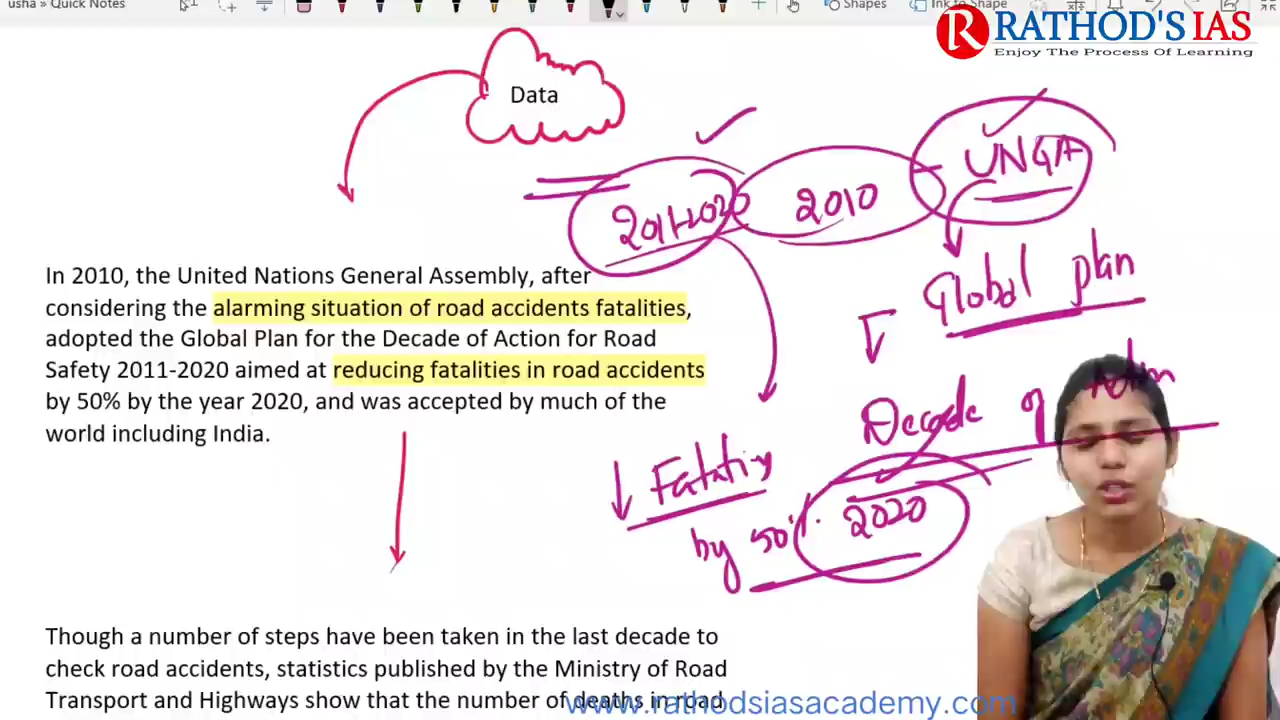 usha » Quick Notes
Shapes
Ink to Shape
RATHOD'S IAS
Enjoy The Process Of Learning
Data
2011-2020
2010
UNGA
Global plan
In 2010, the United Nations General Assembly, after
considering the alarming situation of road accidents fatalities,
adopted the Global Plan for the Decade of Action for Road
Safety 2011-2020 aimed at reducing fatalities in road accidents
by 50% by the year 2020, and was accepted by much of the
world including India.
Decade of
by 50%.
2020
Though a number of steps have been taken in the last decade to
check road accidents, statistics published by the Ministry of Road
Transport and Highways show that the number of deaths in road
www.rathodsiasacademy.com